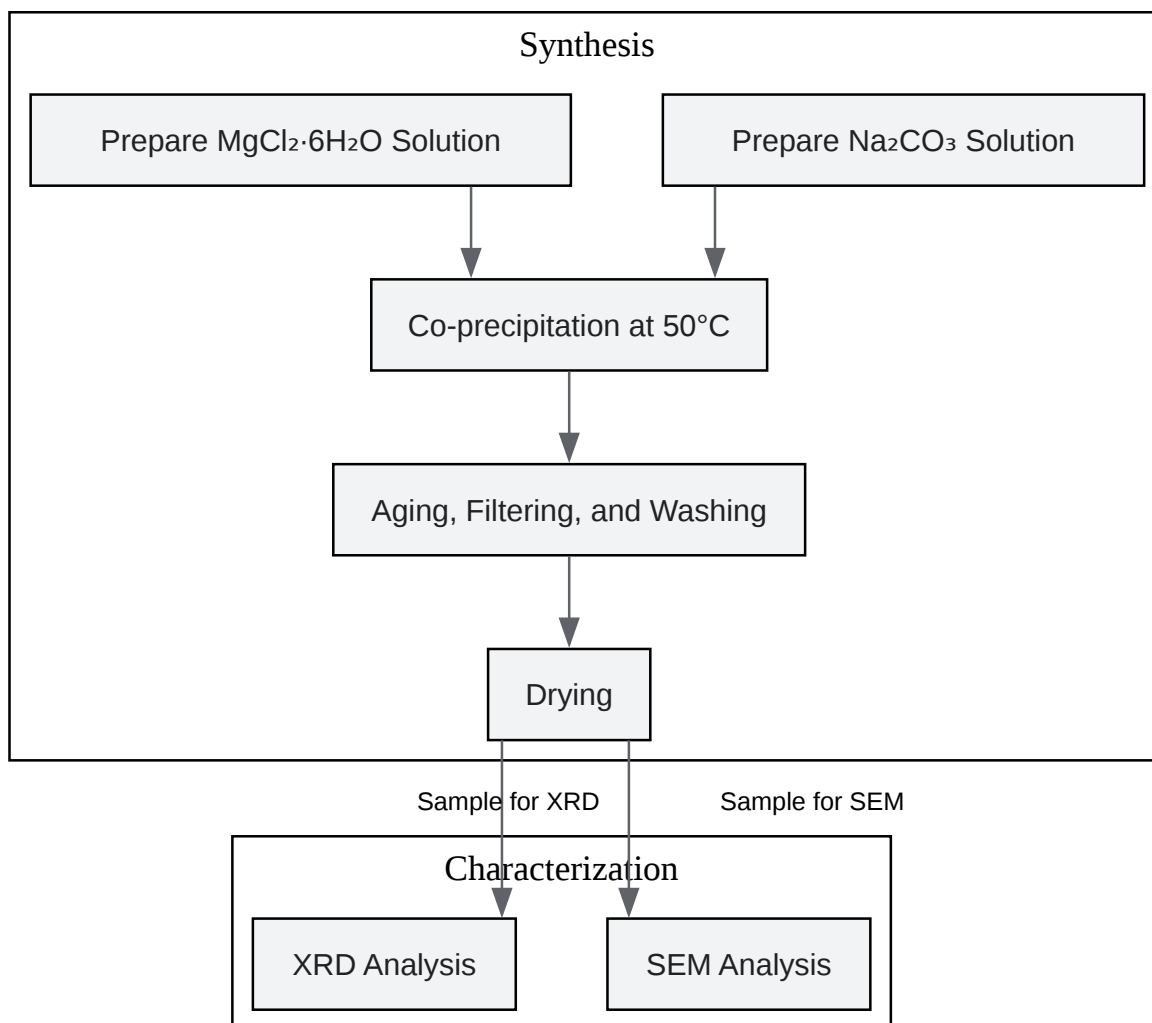 Synthesis
Prepare MgCl₂·6H₂O Solution
Prepare Na₂CO₃ Solution
Co-precipitation at 50°C
Aging, Filtering, and Washing
Drying
Sample for XRD
Sample for SEM
Characterization
XRD Analysis
SEM Analysis